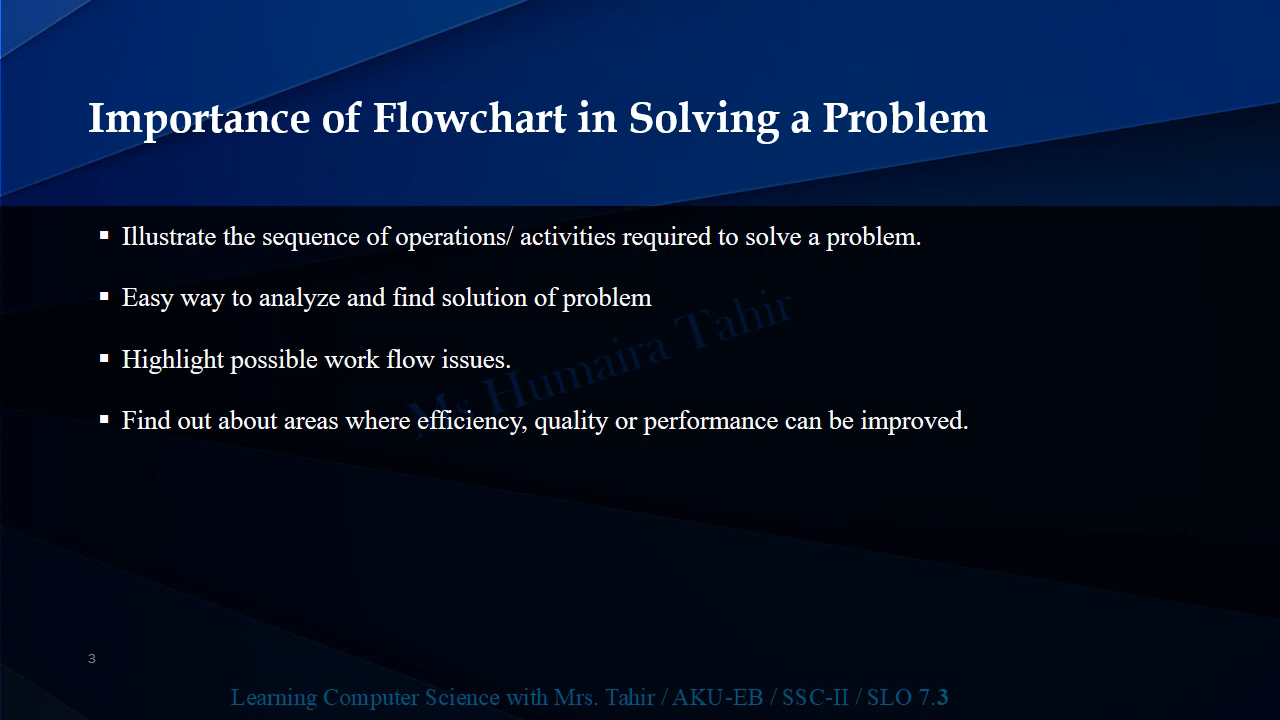 Importance of Flowchart in Solving a Problem
▪ Illustrate the sequence of operations/ activities required to solve a problem.
▪ Easy way to analyze and find solution of problem
▪ Highlight possible work flow issues.
▪ Find out about areas where efficiency, quality or performance can be improved.
Ms Humaira Tahir
3
Learning Computer Science with Mrs. Tahir / AKU-EB / SSC-II / SLO 7.3